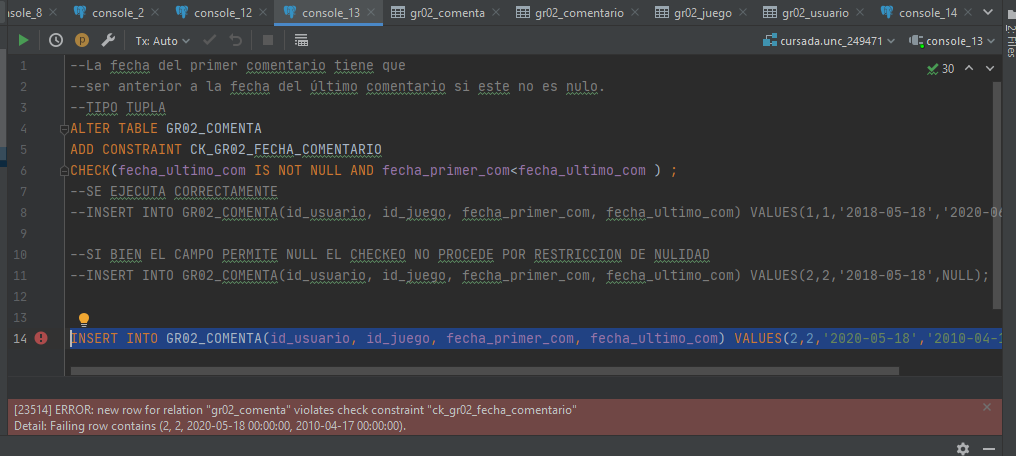 nsole_8 console_2 console_12 console_13 gr02_comenta gr02_comentario gr02_juego gr02_usuario console_14
Tx: Auto cursada.unc_249471 console_13
2: Files
30
1 --La fecha del primer comentario tiene que
2 --ser anterior a la fecha del último comentario si este no es nulo.
3 --TIPO TUPLA
4 ALTER TABLE GR02_COMENTA
5 ADD CONSTRAINT CK_GR02_FECHA_COMENTARIO
6 CHECK(fecha_ultimo_com IS NOT NULL AND fecha_primer_com<fecha_ultimo_com ) ;
7 --SE EJECUTA CORRECTAMENTE
8 --INSERT INTO GR02_COMENTA(id_usuario, id_juego, fecha_primer_com, fecha_ultimo_com) VALUES(1,1,'2018-05-18','2020-0
9
10 --SI BIEN EL CAMPO PERMITE NULL EL CHECKEO NO PROCEDE POR RESTRICCION DE NULIDAD
11 --INSERT INTO GR02_COMENTA(id_usuario, id_juego, fecha_primer_com, fecha_ultimo_com) VALUES(2,2,'2018-05-18',NULL);
12
13
14 INSERT INTO GR02_COMENTA(id_usuario, id_juego, fecha_primer_com, fecha_ultimo_com) VALUES(2,2,'2020-05-18','2010-04-1
[23514] ERROR: new row for relation "gr02_comenta" violates check constraint "ck_gr02_fecha_comentario"
Detail: Failing row contains (2, 2, 2020-05-18 00:00:00, 2010-04-17 00:00:00).